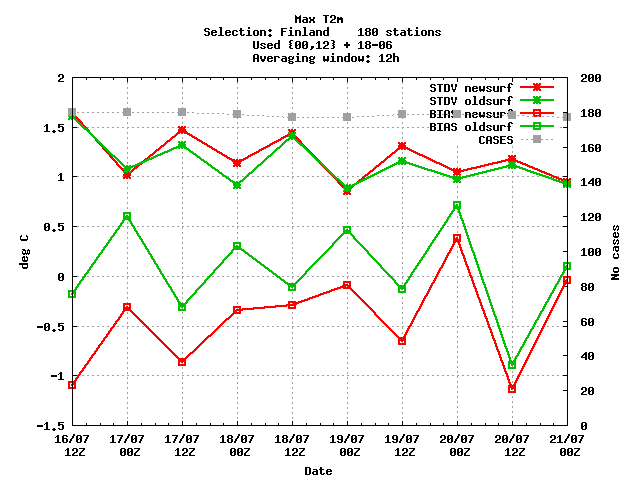 Max T2m
Selection: Finland 180 stations
Used {00,12} + 18-06
Averaging window: 12h
STDV newsurf
STDV oldsurf
BIAS newsurf
BIAS oldsurf
CASES
2
1.5
1
0.5
0
-0.5
-1
-1.5
deg C
200
180
160
140
120
100
80
60
40
20
0
No cases
16/07 17/07 17/07 18/07 18/07 19/07 19/07 20/07 20/07 21/07
12Z 00Z 12Z 00Z 12Z 00Z 12Z 00Z 12Z 00Z
Date